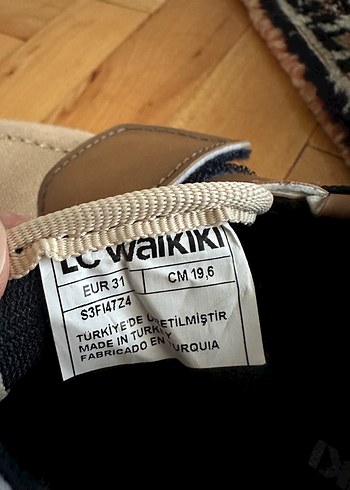 LC Waikiki
EUR 31
CM 19,6
S3FI47Z4
TÜRKİYE'DE ÜRETİLMİŞTİR
MADE IN TURKEY
FABRICADO EN TURQUIA